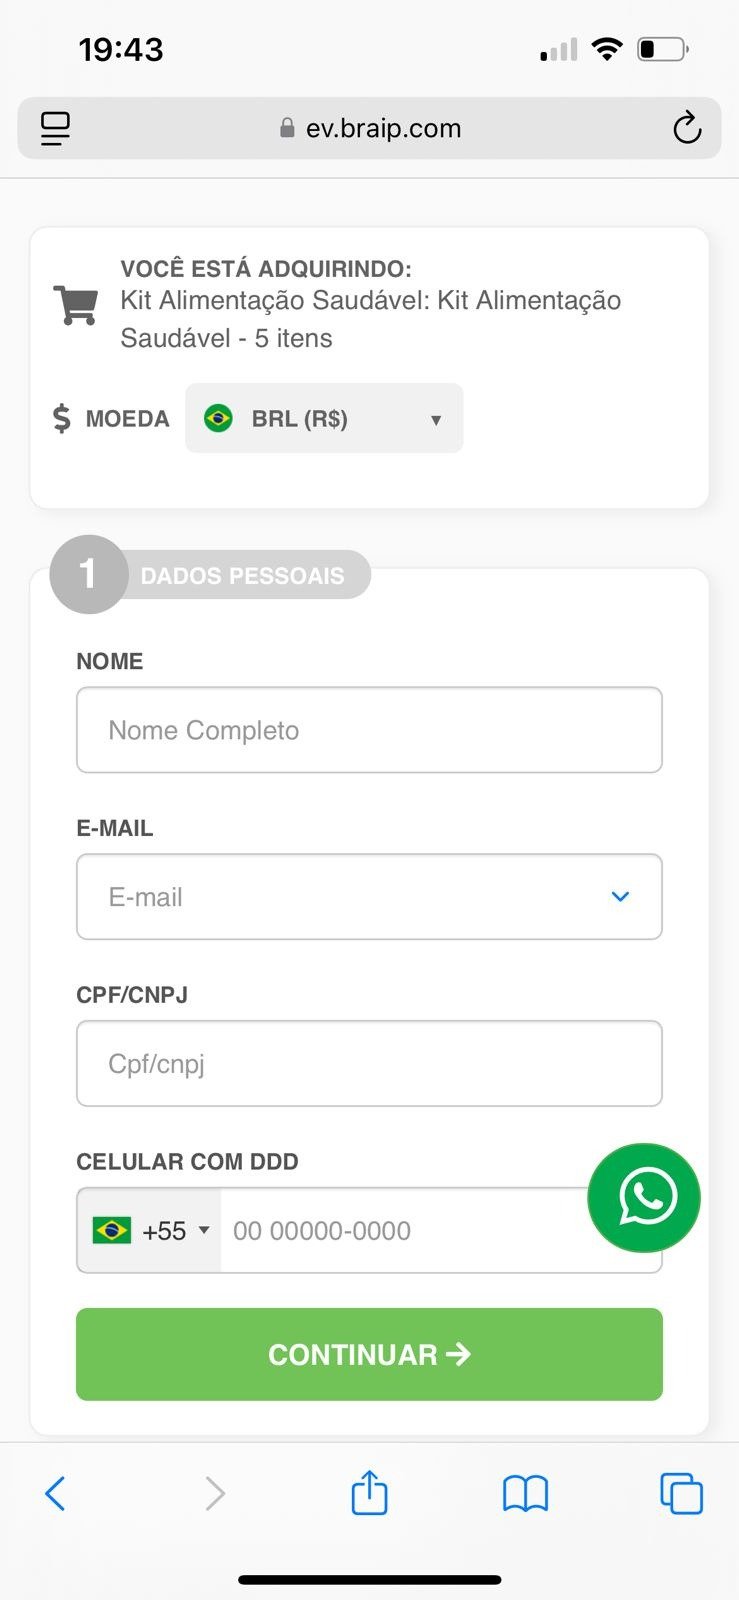 19:43
ev.braip.com
VOCÊ ESTÁ ADQUIRINDO:
Kit Alimentação Saudável: Kit Alimentação
Saudável - 5 itens
$ MOEDA BRL (R$)
1 DADOS PESSOAIS
NOME
Nome Completo
E-MAIL
E-mail
CPF/CNPJ
Cpf/cnpj
CELULAR COM DDD
+55 00 00000-0000
CONTINUAR →